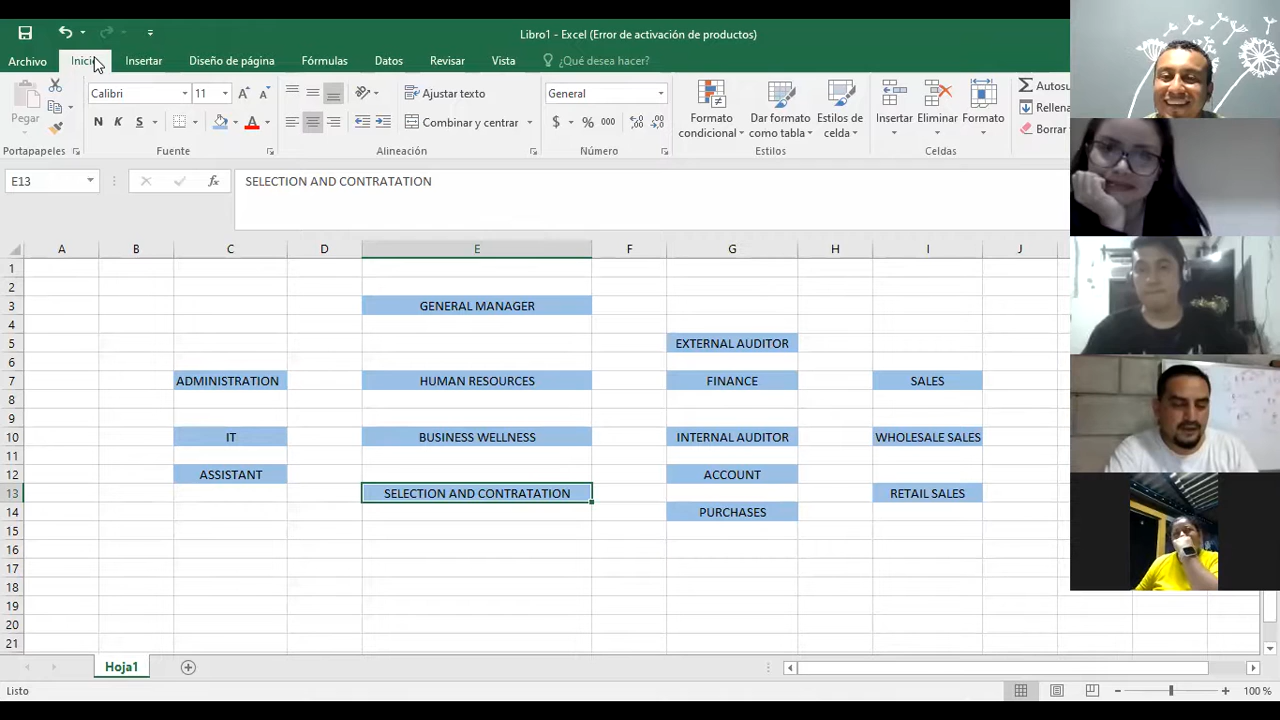 Libro1 - Excel (Error de activación de productos)
Archivo Inicio Insertar Diseño de página Fórmulas Datos Revisar Vista ¿Qué desea hacer?
Pegar
Calibri 11
N K S
Ajustar texto
Combinar y centrar
General
$ % 000
Formato condicional
Dar formato como tabla
Estilos de celda
Insertar Eliminar Formato
Autosu
Rellena
Borrar
Portapapeles Fuente Alineación Número Estilos Celdas
E13 fx SELECTION AND CONTRATATION
A B C D E F G H I J
1
2
3 GENERAL MANAGER
4
5 EXTERNAL AUDITOR
6
7 ADMINISTRATION HUMAN RESOURCES FINANCE SALES
8
9
10 IT BUSINESS WELLNESS INTERNAL AUDITOR WHOLESALE SALES
11
12 ASSISTANT ACCOUNT
13 SELECTION AND CONTRATATION RETAIL SALES
14 PURCHASES
15
16
17
18
19
20
21
Hoja1
Listo 100 %